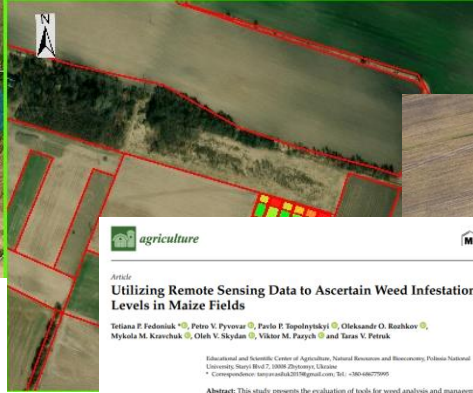 N
agriculture
Article
Utilizing Remote Sensing Data to Ascertain Weed Infestation
Levels in Maize Fields
Tetiana P. Fedoniuk *, Petro V. Pyvovar, Pavlo P. Topolnytskyi, Oleksandr O. Rozhkov,
Mykola M. Kravchuk, Oleh V. Skydan, Viktor M. Pazych and Taras V. Petruk
Educational and Scientific Center of Agriculture, Natural Resources and Bioeconomy, Polissia National
University, Staryi Blvd 7, 10008 Zhytomyr, Ukraine
* Correspondence: Tel.:
Abstract: This study presents the evaluation of tools for weed analysis and managem